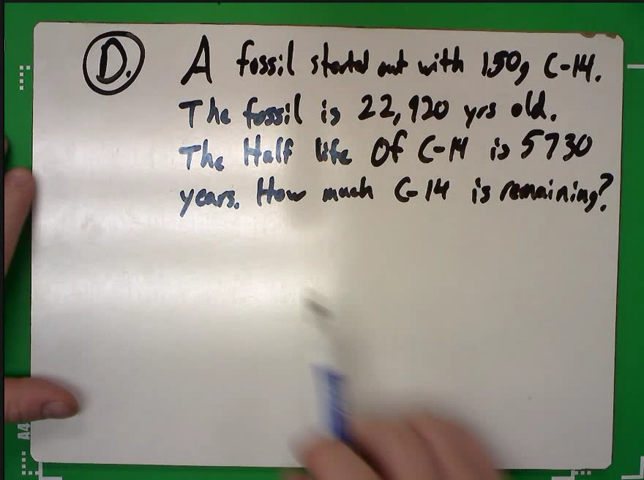 D. A fossil started out with 150g C-14.
The fossil is 22,920 yrs old.
The Half life Of C-14 is 5730
years. How much C-14 is remaining?
A4